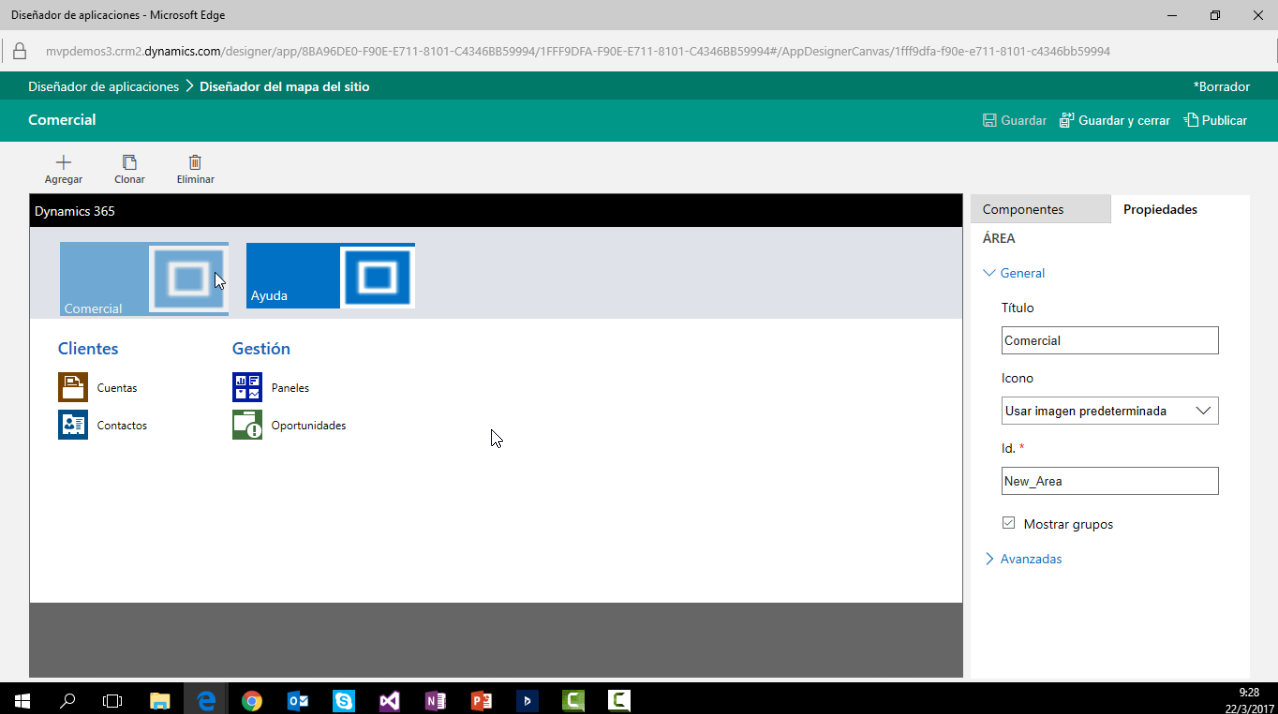 Diseñador de aplicaciones - Microsoft Edge
mvpdemos3.crm2.dynamics.com/designer/app/8BA96DE0-F90E-E711-8101-C4346BB59994/1FFF9DFA-F90E-E711-8101-C4346BB59994#/AppDesignerCanvas/1fff9dfa-f90e-e711-8101-c4346bb59994
Diseñador de aplicaciones > Diseñador del mapa del sitio
*Borrador
Comercial
Guardar
Guardar y cerrar
Publicar
Agregar
Clonar
Eliminar
Dynamics 365
Comercial
Ayuda
Clientes
Cuentas
Contactos
Gestión
Paneles
Oportunidades
Componentes
Propiedades
ÁREA
General
Título
Comercial
Icono
Usar imagen predeterminada
Id. *
New_Area
Mostrar grupos
Avanzadas
9:28
22/3/2017